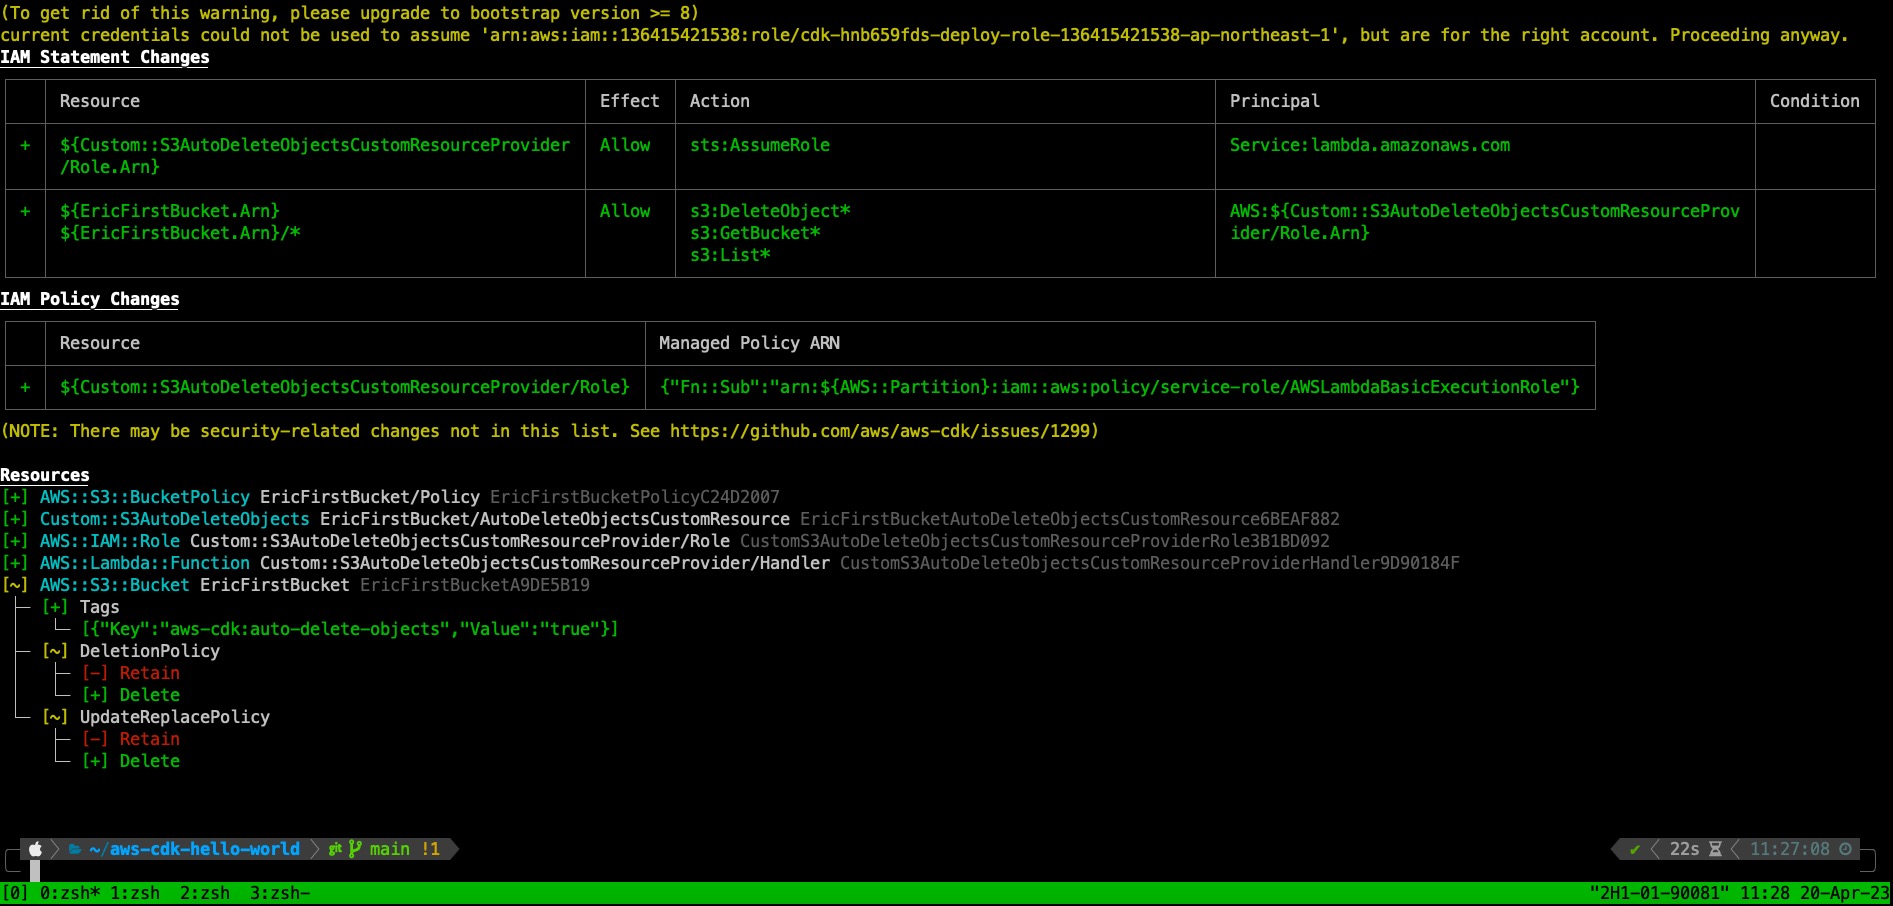 (To get rid of this warning, please upgrade to bootstrap version >= 8)
current credentials could not be used to assume 'arn:aws:iam::136415421538:role/cdk-hnb659fds-deploy-role-136415421538-ap-northeast-1', but are for the right account. Proceeding anyway.
IAM Statement Changes
Resource Effect Action Principal Condition
+ ${Custom::S3AutoDeleteObjectsCustomResourceProvider Allow sts:AssumeRole Service:lambda.amazonaws.com
/Role.Arn}
+ ${EricFirstBucket.Arn} Allow s3:DeleteObject* AWS:${Custom::S3AutoDeleteObjectsCustomResourceProv
${EricFirstBucket.Arn}/* s3:GetBucket* ider/Role.Arn}
s3:List*
IAM Policy Changes
Resource Managed Policy ARN
+ ${Custom::S3AutoDeleteObjectsCustomResourceProvider/Role} {"Fn::Sub":"arn:${AWS::Partition}:iam::aws:policy/service-role/AWSLambdaBasicExecutionRole"}
(NOTE: There may be security-related changes not in this list. See https://github.com/aws/aws-cdk/issues/1299)
Resources
[+] AWS::S3::BucketPolicy EricFirstBucket/Policy EricFirstBucketPolicyC24D2007
[+] Custom::S3AutoDeleteObjects EricFirstBucket/AutoDeleteObjectsCustomResource EricFirstBucketAutoDeleteObjectsCustomResource6BEAF882
[+] AWS::IAM::Role Custom::S3AutoDeleteObjectsCustomResourceProvider/Role CustomS3AutoDeleteObjectsCustomResourceProviderRole3B1BD092
[+] AWS::Lambda::Function Custom::S3AutoDeleteObjectsCustomResourceProvider/Handler CustomS3AutoDeleteObjectsCustomResourceProviderHandler9D90184F
[~] AWS::S3::Bucket EricFirstBucket EricFirstBucketA9DE5B19
[+] Tags
[{"Key":"aws-cdk:auto-delete-objects","Value":"true"}]
[~] DeletionPolicy
[-] Retain
[+] Delete
[~] UpdateReplacePolicy
[-] Retain
[+] Delete
~/aws-cdk-hello-world git main !1 ✔ 22s 11:27:08
[0] 0:zsh* 1:zsh 2:zsh 3:zsh- "2H1-01-90081" 11:28 20-Apr-23